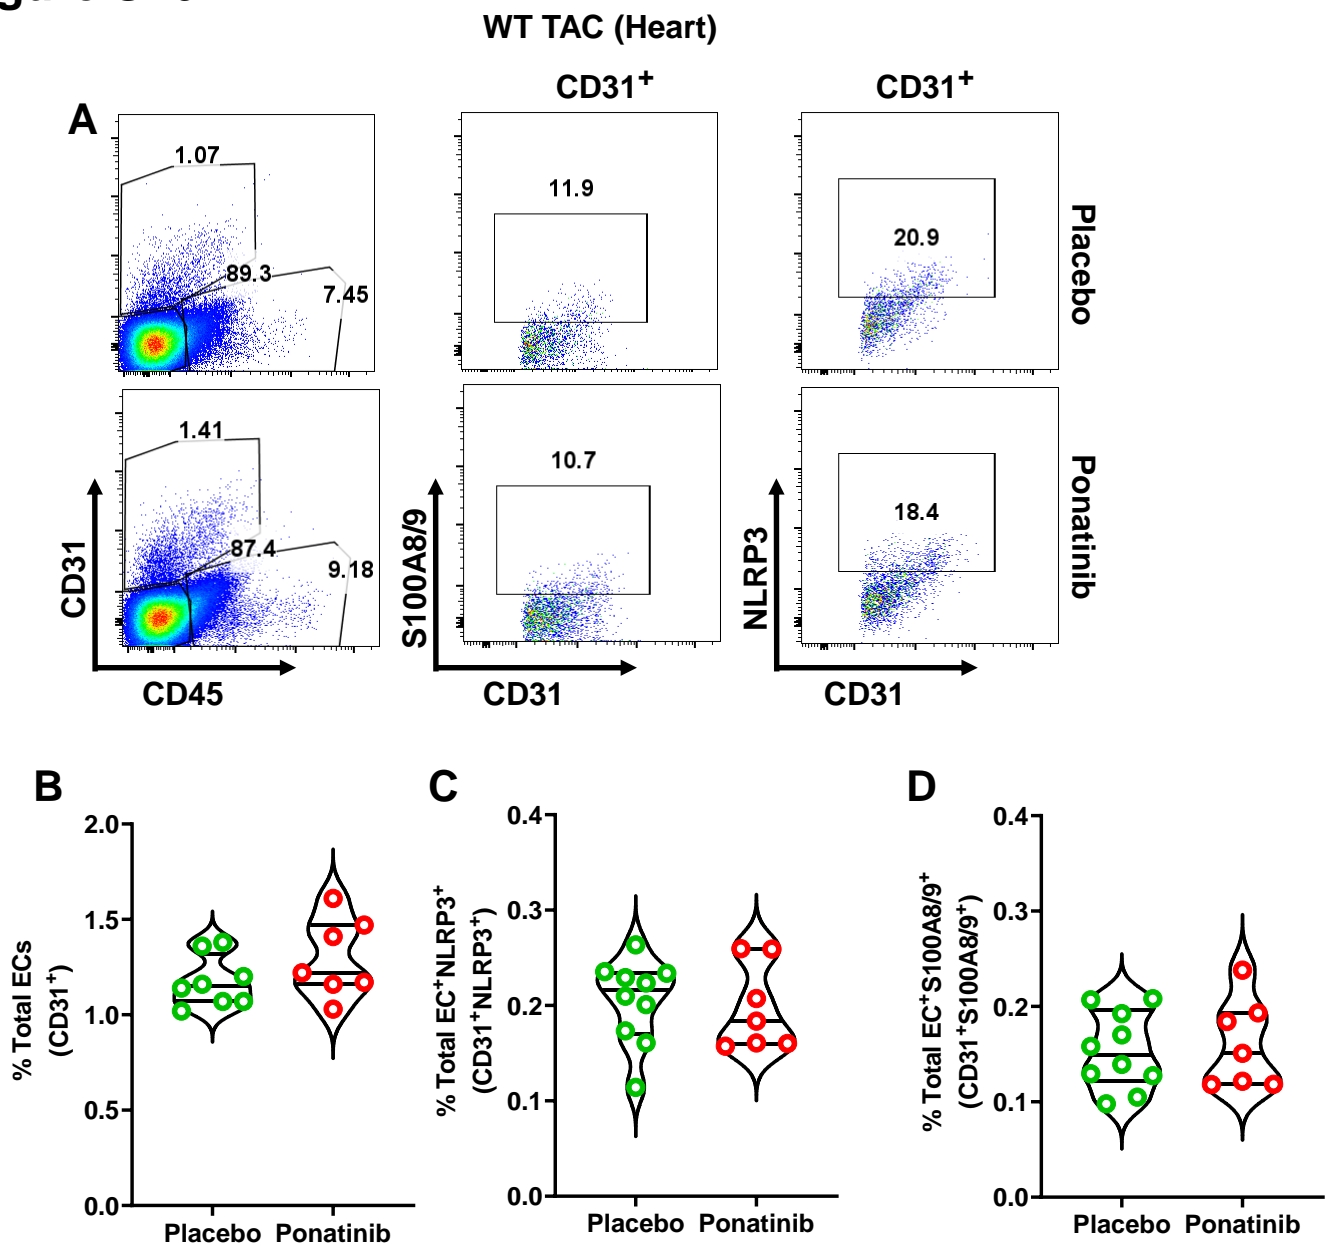 WT TAC (Heart)
CD31+ CD31+
A
1.07
89.3
7.45
11.9
20.9
Placebo
1.41
87.4
9.18
10.7
18.4
Ponatinib
CD31
CD45
S100A8/9
CD31
NLRP3
CD31
B
% Total ECs
(CD31+)
2.0
1.5
1.0
0.5
0.0
Placebo Ponatinib
C
% Total EC+NLRP3+
(CD31+NLRP3+)
0.4
0.3
0.2
0.1
0.0
Placebo Ponatinib
D
% Total EC+S100A8/9+
(CD31+S100A8/9+)
0.4
0.3
0.2
0.1
0.0
Placebo Ponatinib